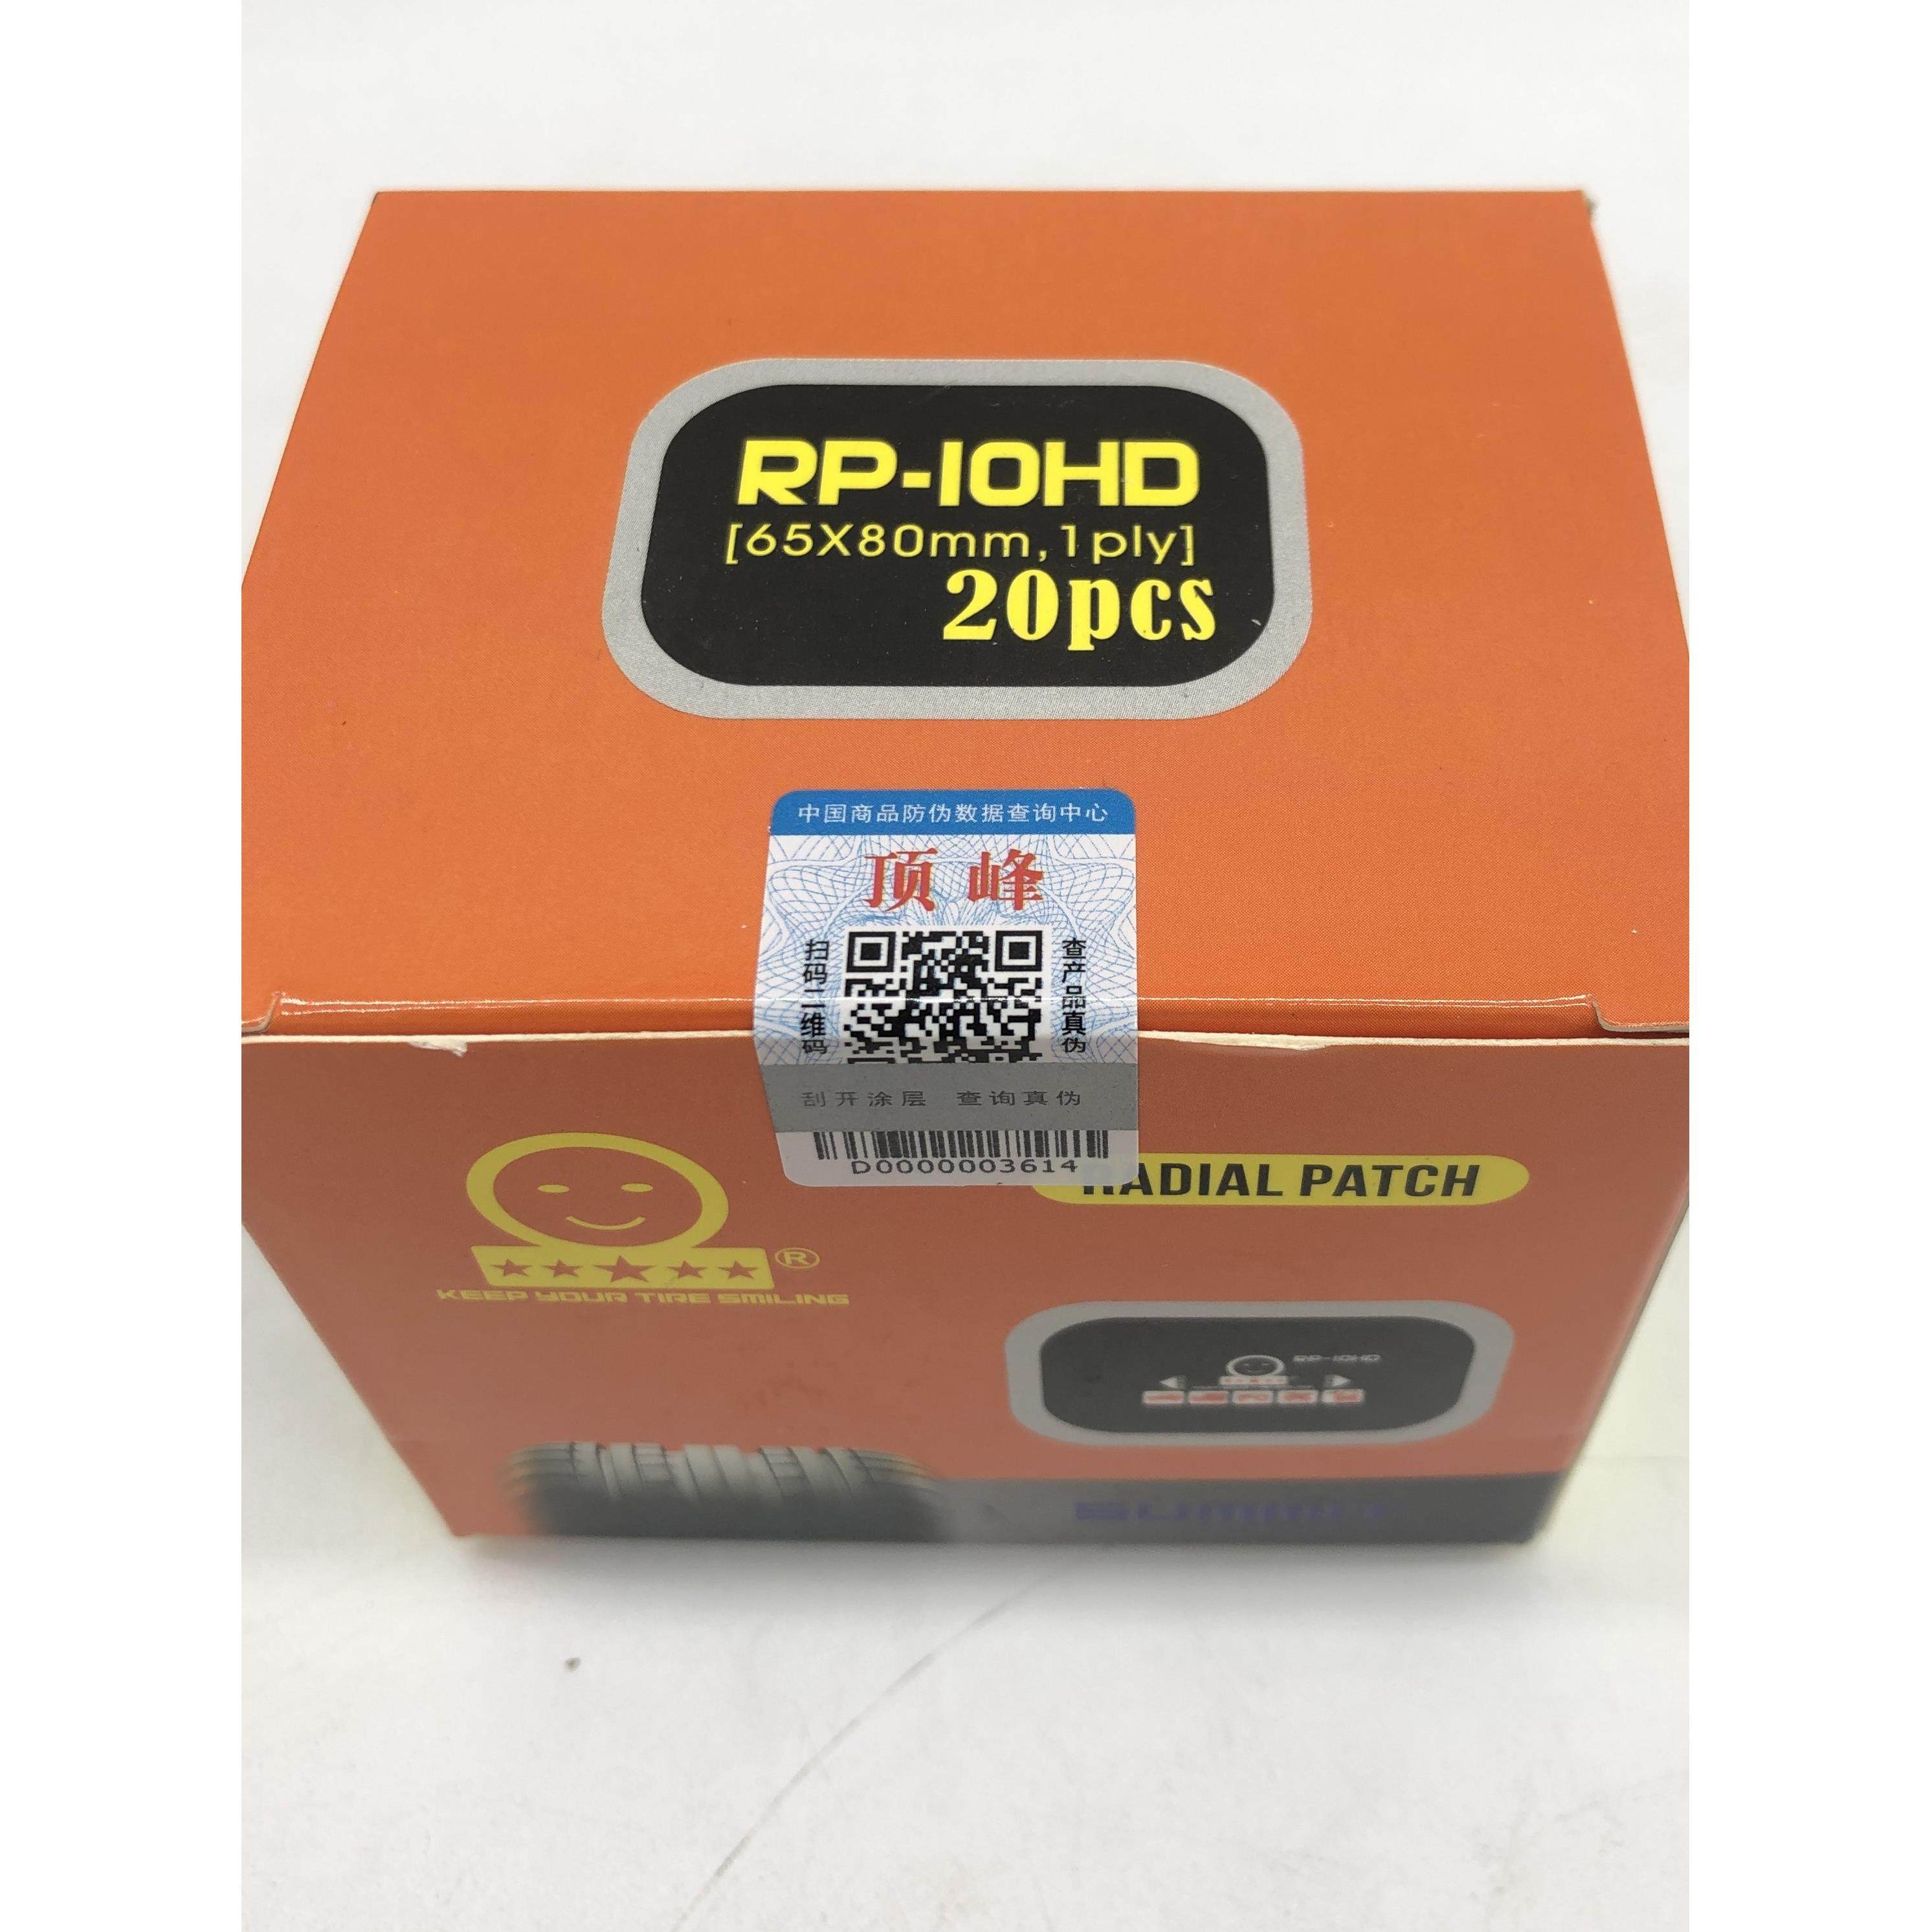 RP-10HD
[65X80mm,1ply]
20pcs
中国商品防伪数据查询中心
顶峰
扫码二维码
查产品真伪
刮开涂层 查询真伪
D0000003614
RADIAL PATCH
®
KEEP YOUR TIRE SMILING
RP-10HD